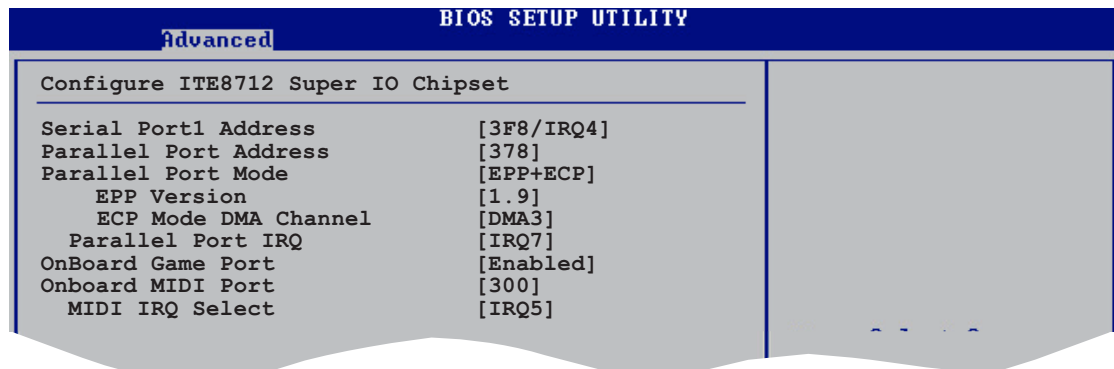 BIOS SETUP UTILITY
Advanced
Configure ITE8712 Super IO Chipset
Serial Port1 Address [3F8/IRQ4]
Parallel Port Address [378]
Parallel Port Mode [EPP+ECP]
EPP Version [1.9]
ECP Mode DMA Channel [DMA3]
Parallel Port IRQ [IRQ7]
OnBoard Game Port [Enabled]
Onboard MIDI Port [300]
MIDI IRQ Select [IRQ5]